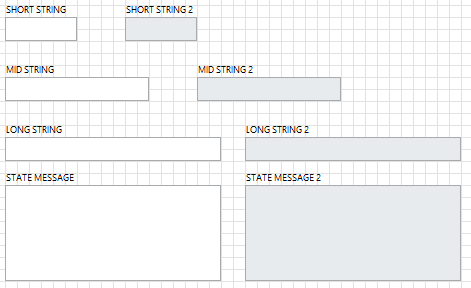 SHORT STRING
SHORT STRING 2
MID STRING
MID STRING 2
LONG STRING
LONG STRING 2
STATE MESSAGE
STATE MESSAGE 2